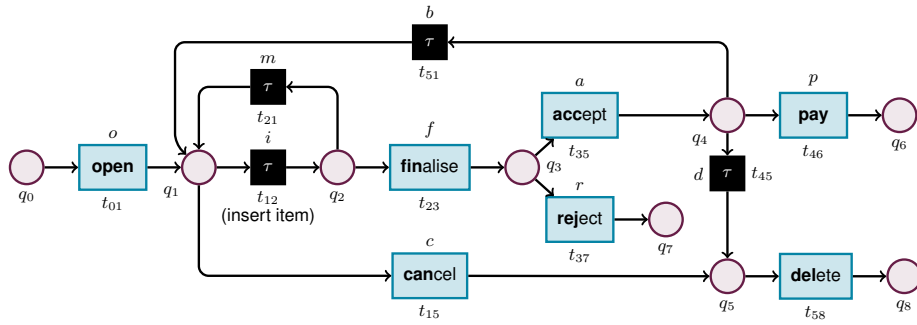 b
τ
t51
m
τ
t21
o
open
t01
i
τ
t12
(insert item)
f
finalise
t23
a
accept
t35
r
reject
t37
p
pay
t46
d
τ
t45
c
cancel
t15
delete
t58
q0
q1
q2
q3
q4
q5
q6
q7
q8